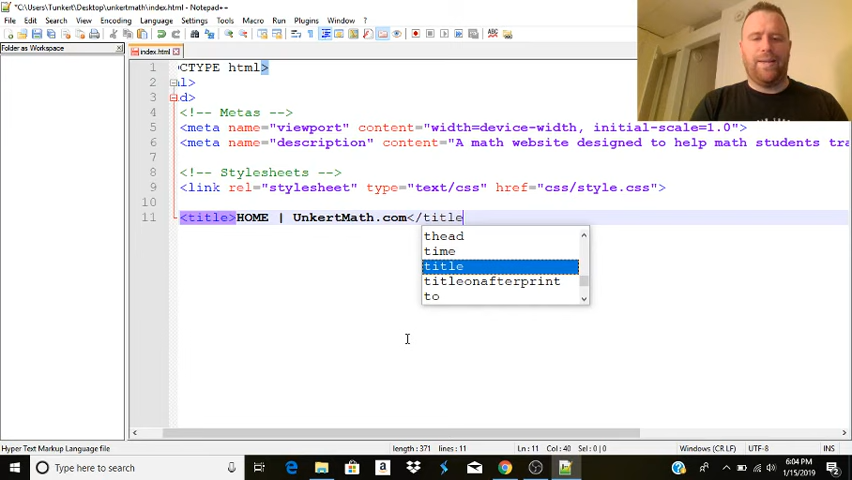 *C:\Users\Tunkert\Desktop\unkertmath\index.html - Notepad++
File Edit Search View Encoding Language Settings Tools Macro Run Plugins Window ?
Folder as Workspace
index.html
1 CTYPE html>
2 l>
3 d>
4 <!-- Metas -->
5 <meta name="viewport" content="width=device-width, initial-scale=1.0">
6 <meta name="description" content="A math website designed to help math students tra
7
8 <!-- Stylesheets -->
9 <link rel="stylesheet" type="text/css" href="css/style.css">
10
11 <title>HOME | UnkertMath.com</title
thead
time
title
titleonafterprint
to
Hyper Text Markup Language file
length : 371 lines : 11
Ln : 11 Col : 40 Sel : 0 | 0
Windows (CR LF)
UTF-8
INS
Type here to search
6:04 PM
1/15/2019